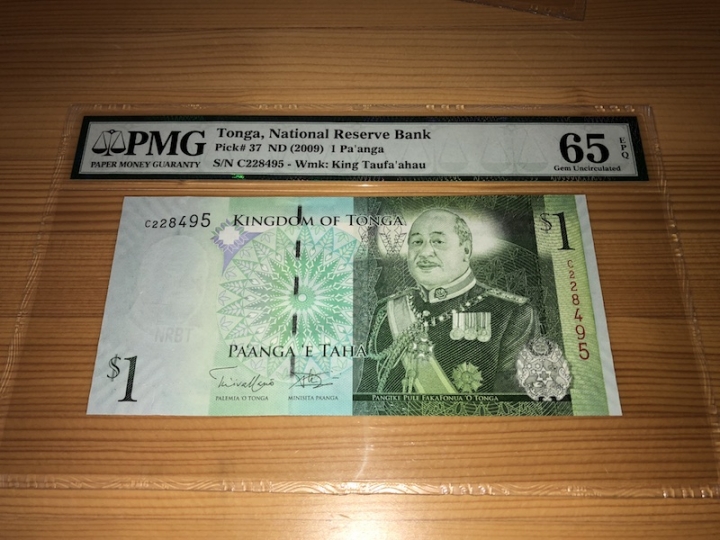 PMG
PAPER MONEY GUARANTY
Tonga, National Reserve Bank
Pick# 37 ND (2009) 1 Pa'anga
S/N C228495 - Wmk: King Taufa'ahau
65
EPQ
Gem Uncirculated
C228495
KINGDOM OF TONGA
$1
C228495
NRBT
PA'ANGA 'E TAHA
$1
PALEMIA O TONGA
MINISITA PA'ANGA
PANGIKE PULE FAKAFONUA 'O TONGA